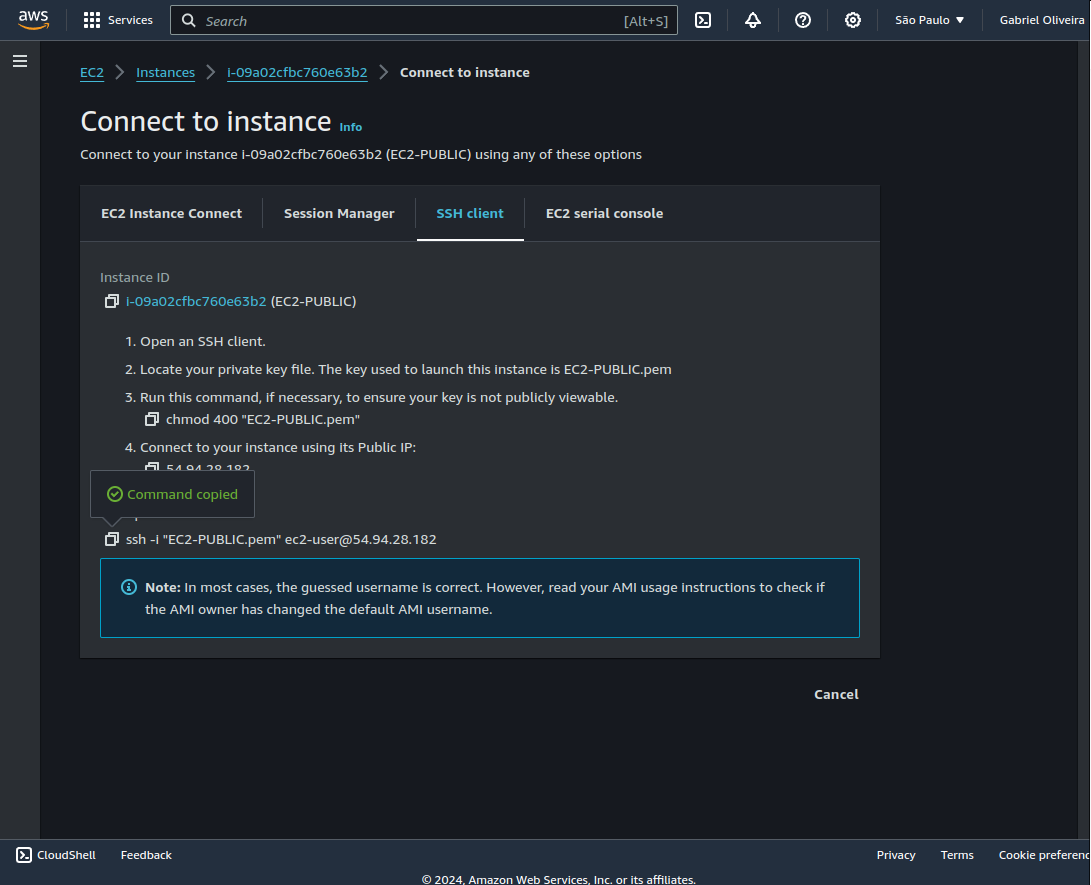 aws Services Search [Alt+S] São Paulo Gabriel Oliveira
EC2 Instances i-09a02cfbc760e63b2 Connect to instance
Connect to instance Info
Connect to your instance i-09a02cfbc760e63b2 (EC2-PUBLIC) using any of these options
EC2 Instance Connect Session Manager SSH client EC2 serial console
Instance ID
i-09a02cfbc760e63b2 (EC2-PUBLIC)
1. Open an SSH client.
2. Locate your private key file. The key used to launch this instance is EC2-PUBLIC.pem
3. Run this command, if necessary, to ensure your key is not publicly viewable.
chmod 400 "EC2-PUBLIC.pem"
4. Connect to your instance using its Public IP:
54.94.28.182
Command copied
ssh -i "EC2-PUBLIC.pem" ec2-user@54.94.28.182
Note: In most cases, the guessed username is correct. However, read your AMI usage instructions to check if
the AMI owner has changed the default AMI username.
Cancel
CloudShell Feedback Privacy Terms Cookie preferenc
© 2024, Amazon Web Services, Inc. or its affiliates.